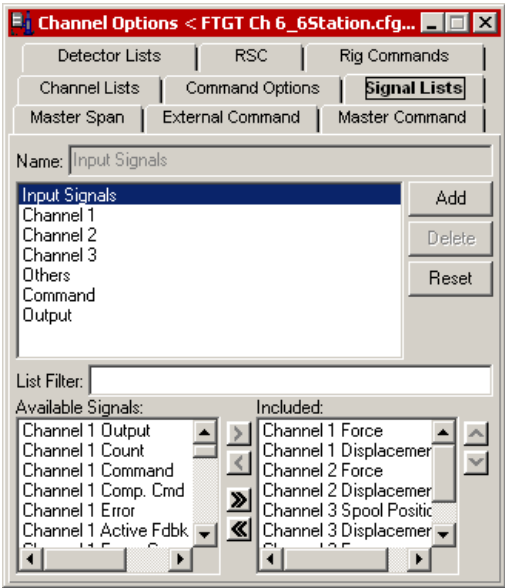 Channel Options < FTGT Ch 6_6Station.cfg...
Detector Lists RSC Rig Commands
Channel Lists Command Options Signal Lists
Master Span External Command Master Command
Name: Input Signals
Input Signals
Channel 1
Channel 2
Channel 3
Others
Command
Output
Add
Delete
Reset
List Filter:
Available Signals:
Channel 1 Output
Channel 1 Count
Channel 1 Command
Channel 1 Comp. Cmd
Channel 1 Error
Channel 1 Active Fdbk
Included:
Channel 1 Force
Channel 1 Displacemer
Channel 2 Force
Channel 2 Displacemer
Channel 3 Spool Positic
Channel 3 Displacemer